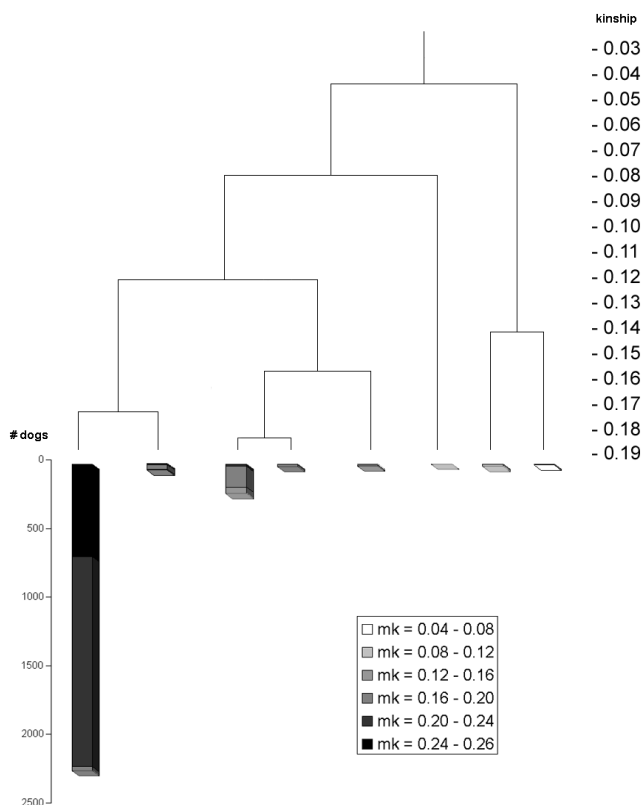 kinship
- 0.03
- 0.04
- 0.05
- 0.06
- 0.07
- 0.08
- 0.09
- 0.10
- 0.11
- 0.12
- 0.13
- 0.14
- 0.15
- 0.16
- 0.17
- 0.18
- 0.19
# dogs
0
500
1000
1500
2000
2500
mk = 0.04 - 0.08
mk = 0.08 - 0.12
mk = 0.12 - 0.16
mk = 0.16 - 0.20
mk = 0.20 - 0.24
mk = 0.24 - 0.26